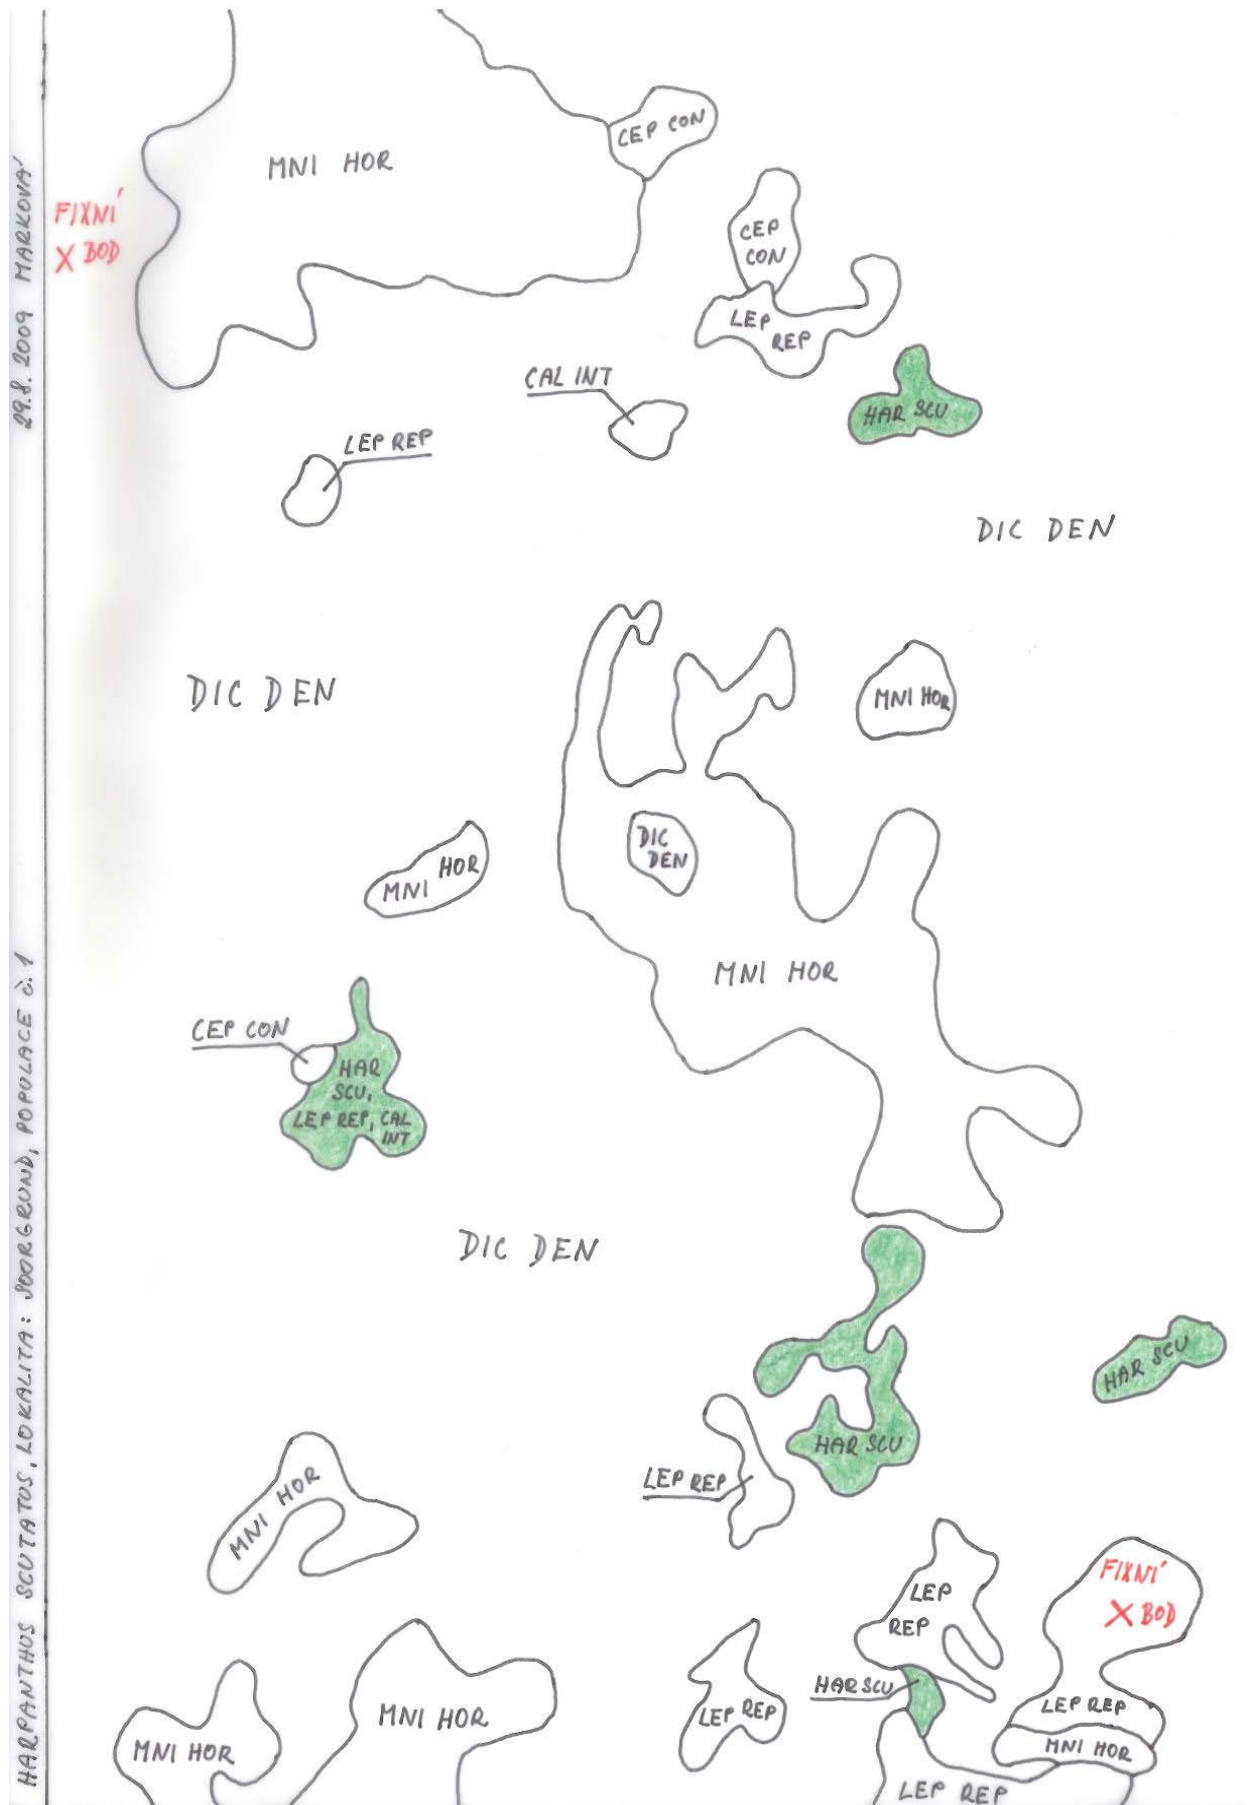 HARPANTHUS SCUTATUS, LOKALITA: SOORGRUND, POPULACE č.1
29.8.2009 MARKOVÁ
MNI HOR
CEP CON
FIXNÍ
X BOD
CEP
CON
LEP
REP
CAL INT
HAR SCU
LEP REP
DIC DEN
DIC DEN
MNI HOR
DIC
DEN
MNI HOR
MNI HOR
CEP CON
HAR
SCU,
LEP REP, CAL
INT
DIC DEN
HAR SCU
HAR SCU
LEP REP
MNI HOR
FIXNÍ
X BOD
LEP
REP
HAR SCU
LEP REP
LEP REP
MNI HOR
MNI HOR
MNI HOR
LEP REP